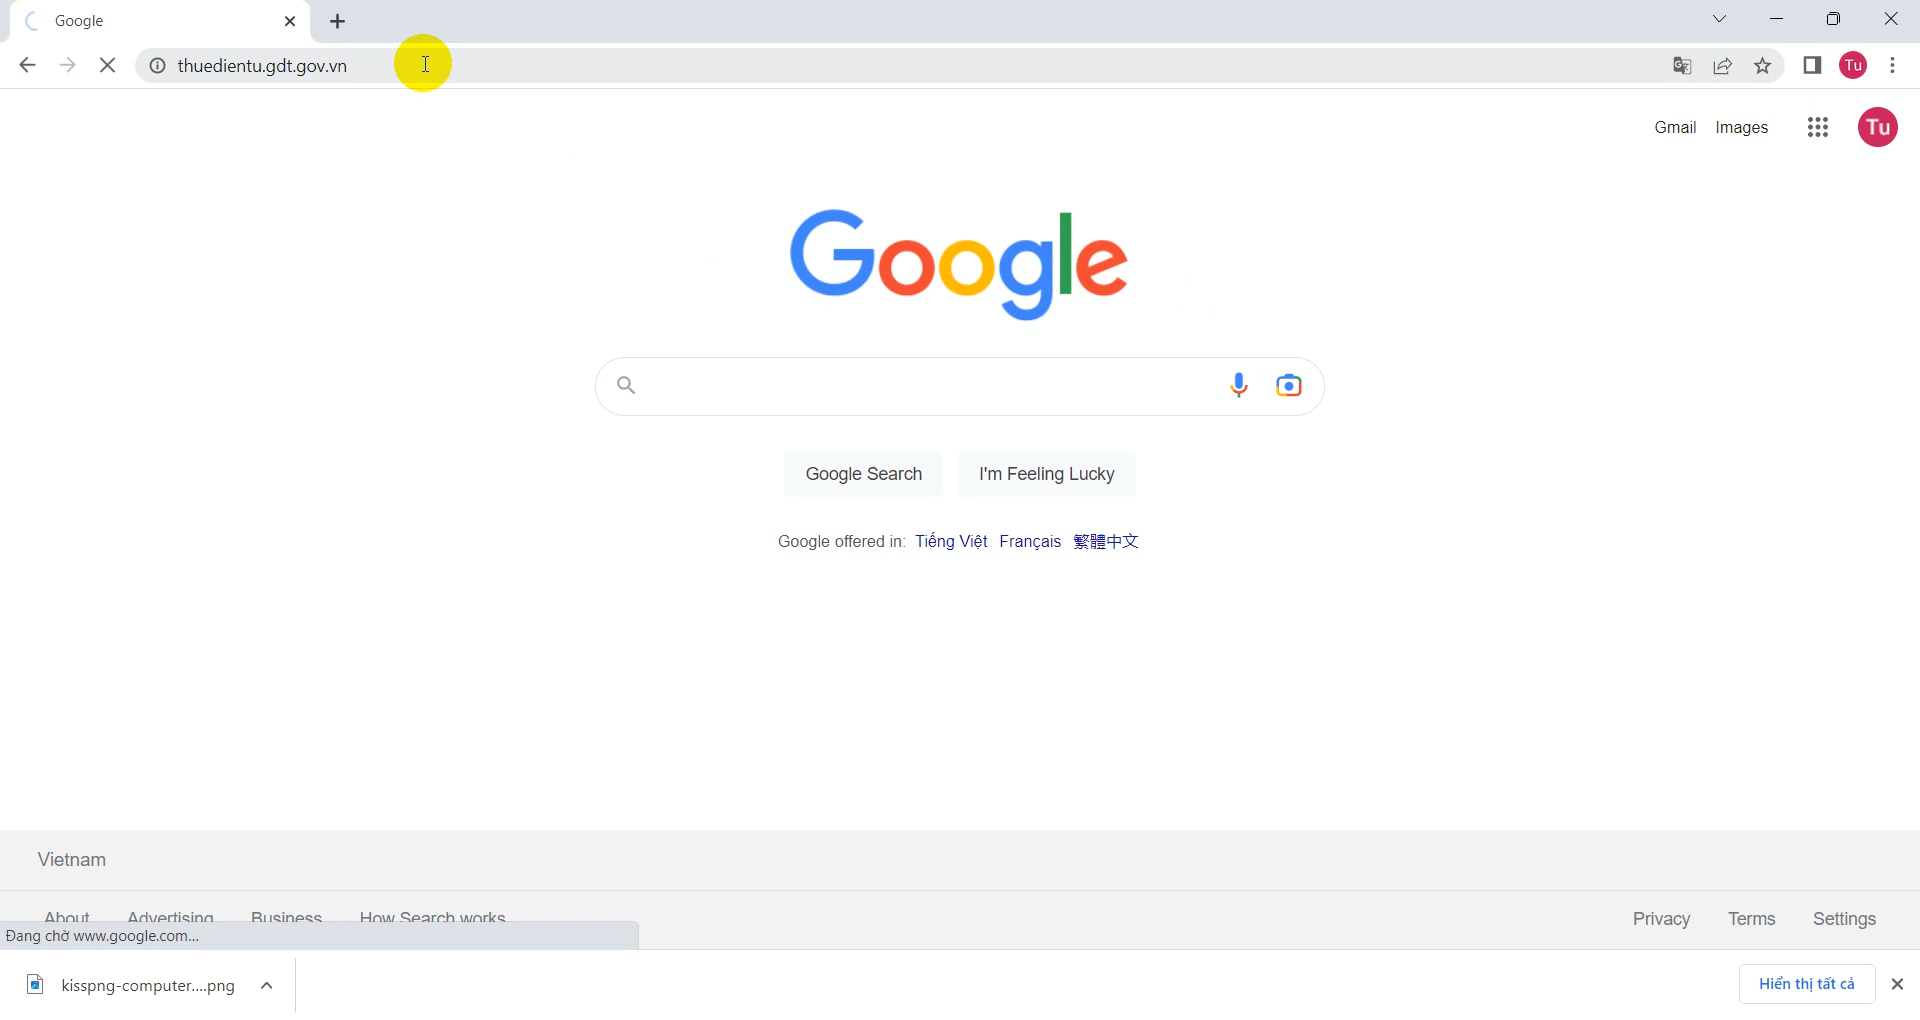 Google
thuedientu.gdt.gov.vn
Tu
Gmail Images
Tu
Google
Google Search I'm Feeling Lucky
Google offered in: Tiếng Việt Français 繁體中文
Vietnam
About Advertising Business How Search works
Privacy Terms Settings
Đang chờ www.google.com...
kisspng-computer....png
Hiển thị tất cả